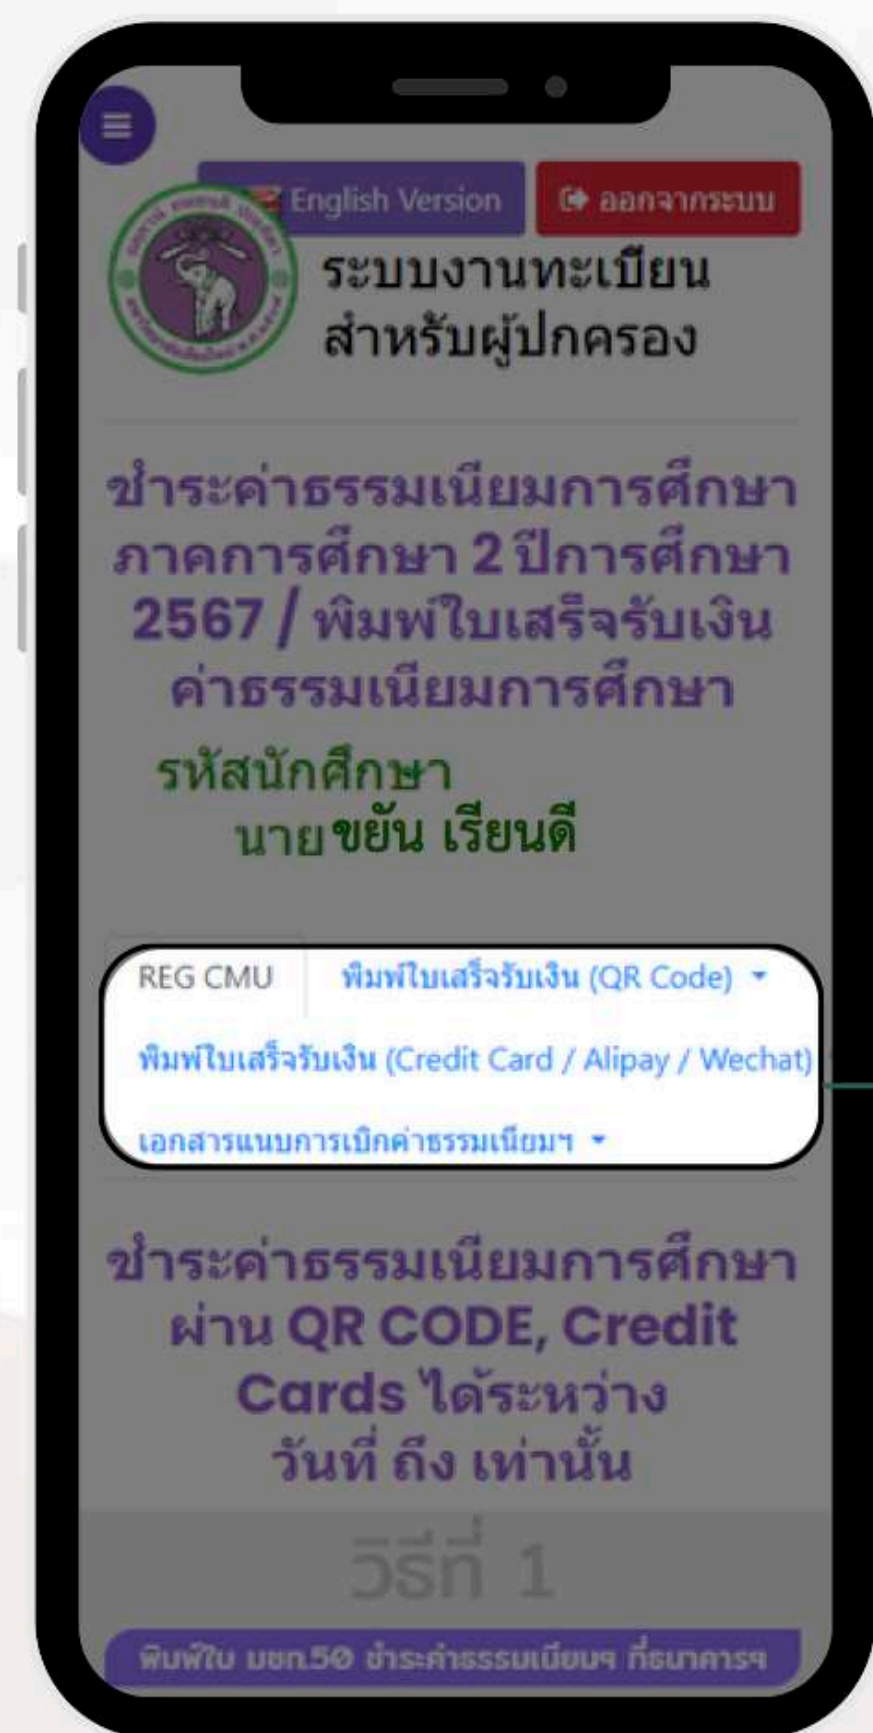 English Version
ออกจากระบบ
ระบบงานทะเบียน
สำหรับผู้ปกครอง
ชำระค่าธรรมเนียมการศึกษา
ภาคการศึกษา 2 ปีการศึกษา
2567 / พิมพ์ใบเสร็จรับเงิน
ค่าธรรมเนียมการศึกษา
รหัสนักศึกษา
นายขยัน เรียนดี
REG CMU พิมพ์ใบเสร็จรับเงิน (QR Code)
พิมพ์ใบเสร็จรับเงิน (Credit Card / Alipay / Wechat)
เอกสารแนบการเบิกค่าธรรมเนียมฯ
ชำระค่าธรรมเนียมการศึกษา
ผ่าน QR CODE, Credit
Cards ได้ระหว่าง
วันที่ ถึง เท่านั้น
วิธีที่ 1
พิมพ์ใบ มชท.50 ชำระค่าธรรมเนียมฯ ที่ธนาคารฯ